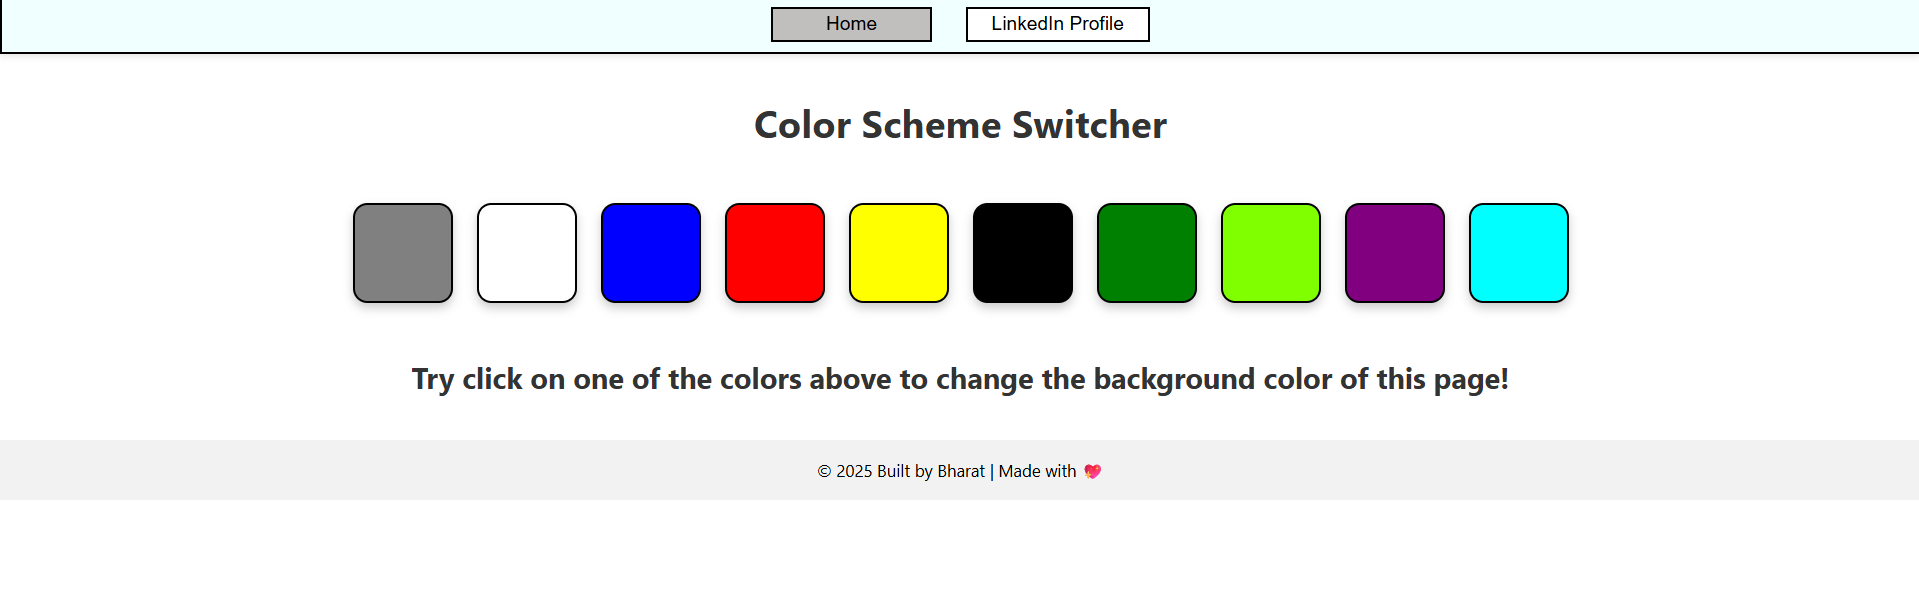 Home LinkedIn Profile
Color Scheme Switcher
Try click on one of the colors above to change the background color of this page!
© 2025 Built by Bharat | Made with 💖